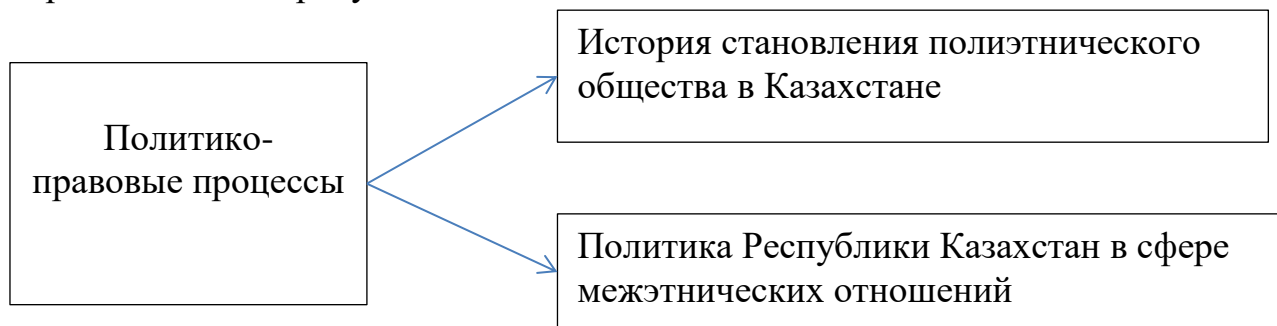 Политико-
правовые процессы
История становления полиэтнического
общества в Казахстане
Политика Республики Казахстан в сфере
межэтнических отношений